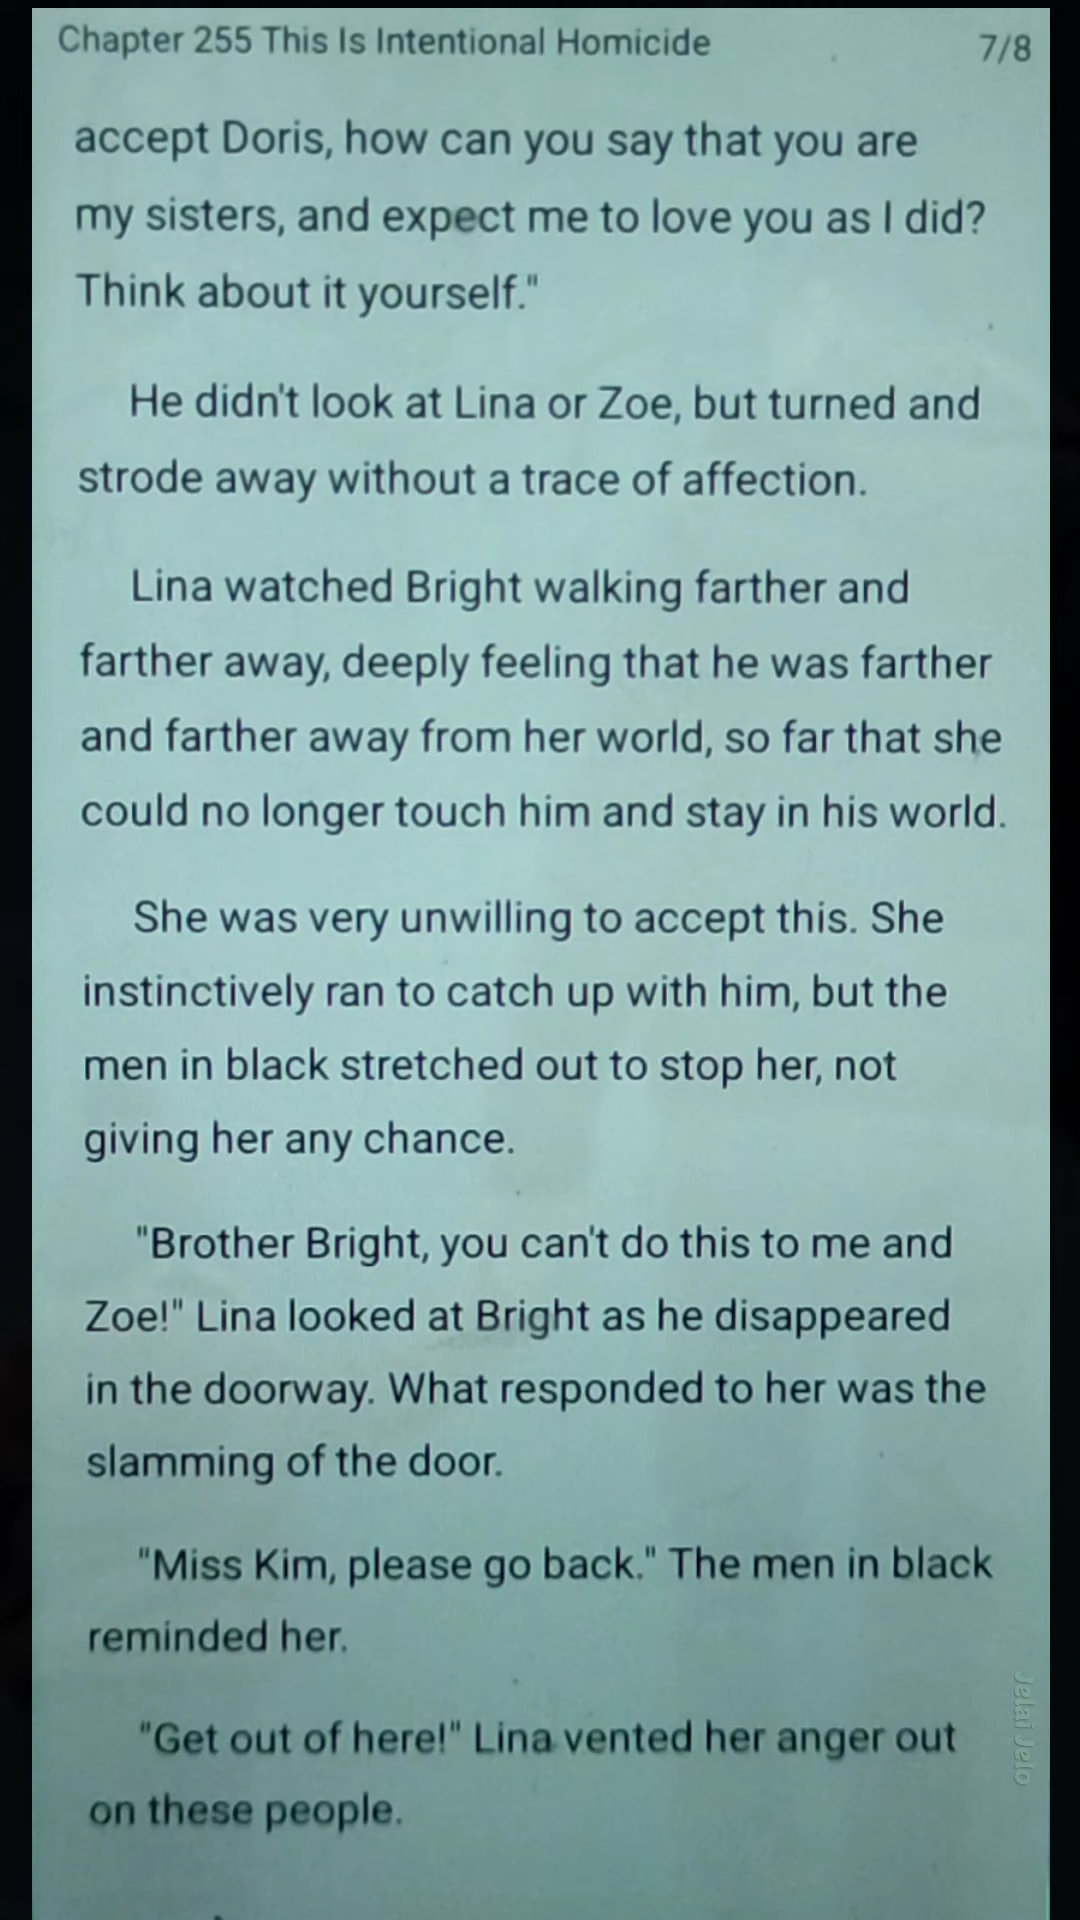 Chapter 255 This Is Intentional Homicide 7/8
accept Doris, how can you say that you are
my sisters, and expect me to love you as I did?
Think about it yourself."
He didn't look at Lina or Zoe, but turned and
strode away without a trace of affection.
Lina watched Bright walking farther and
farther away, deeply feeling that he was farther
and farther away from her world, so far that she
could no longer touch him and stay in his world.
She was very unwilling to accept this. She
instinctively ran to catch up with him, but the
men in black stretched out to stop her, not
giving her any chance.
"Brother Bright, you can't do this to me and
Zoe!" Lina looked at Bright as he disappeared
in the doorway. What responded to her was the
slamming of the door.
"Miss Kim, please go back." The men in black
reminded her.
"Get out of here!" Lina vented her anger out
on these people.
Jelai Jelo